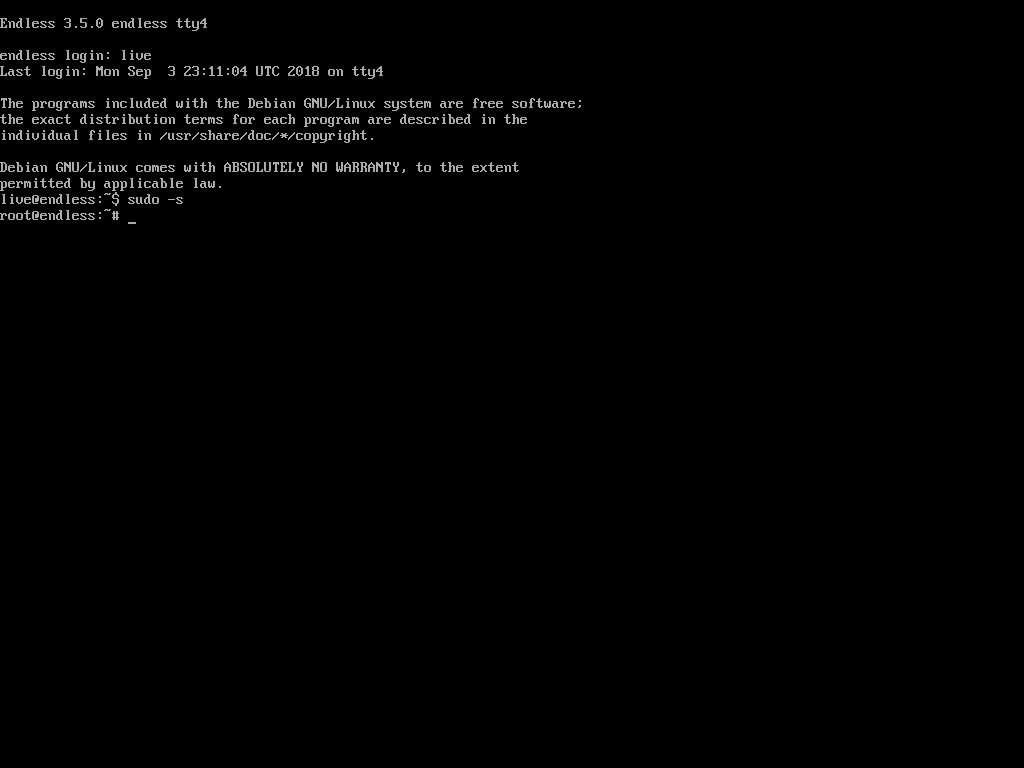 Endless 3.5.0 endless tty4
endless login: live
Last login: Mon Sep  3 23:11:04 UTC 2018 on tty4
The programs included with the Debian GNU/Linux system are free software;
the exact distribution terms for each program are described in the
individual files in /usr/share/doc/*/copyright.
Debian GNU/Linux comes with ABSOLUTELY NO WARRANTY, to the extent
permitted by applicable law.
live@endless:~$ sudo -s
root@endless:~# _